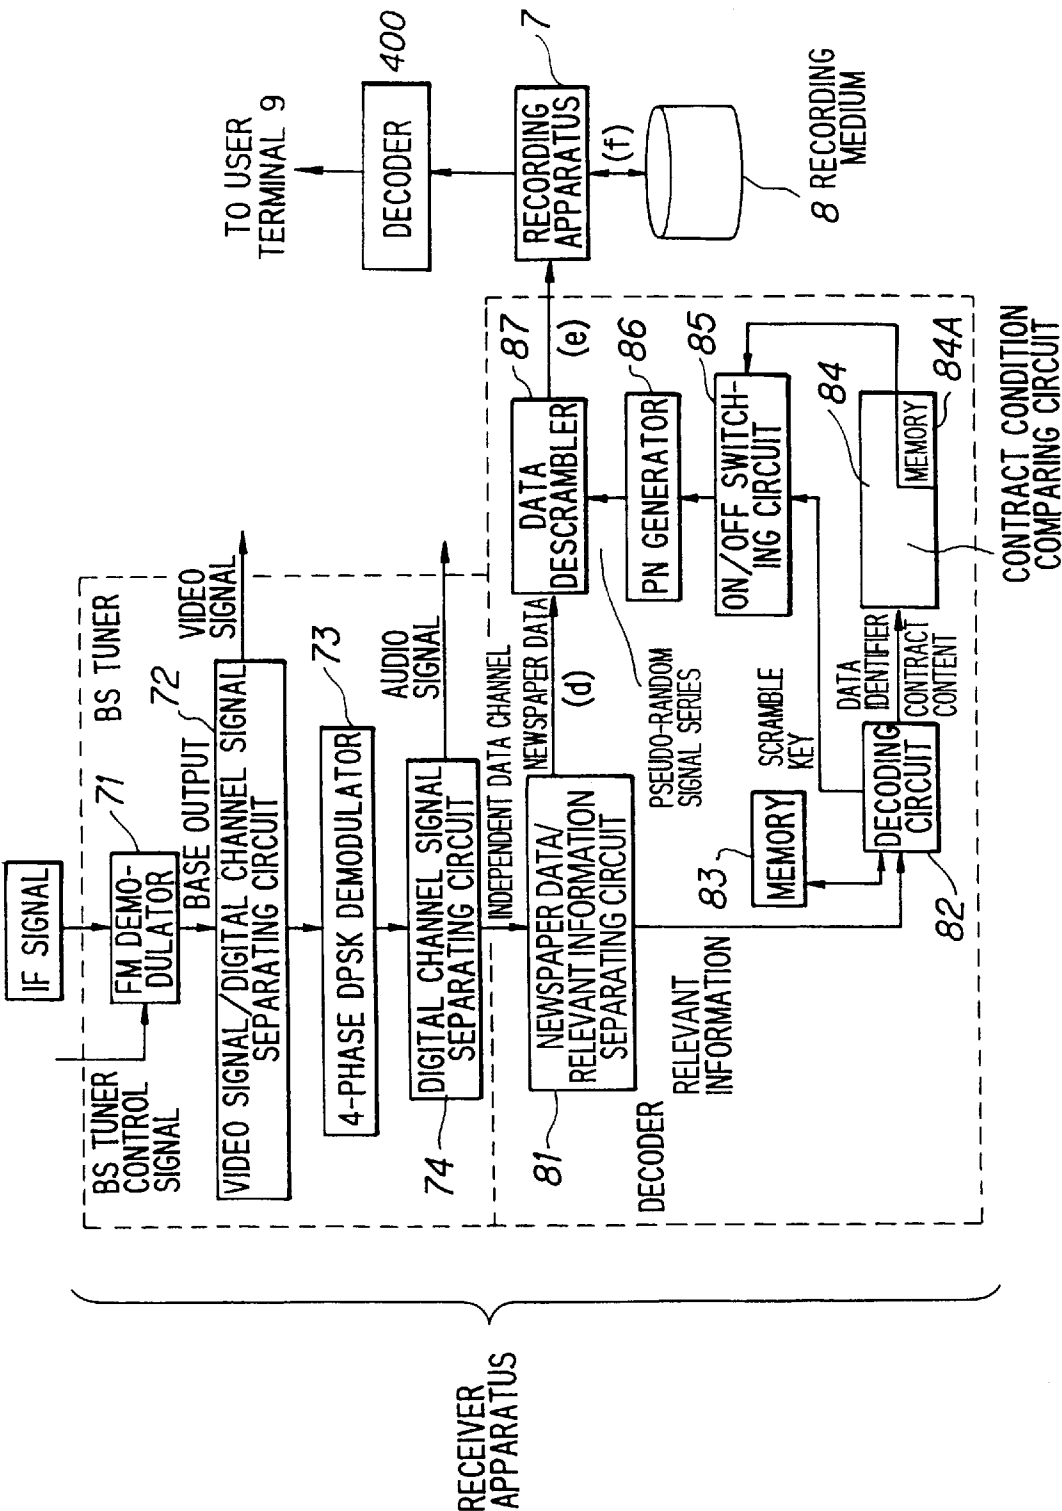 RECEIVER
APPARATUS
BS TUNER
CONTROL
SIGNAL
IF SIGNAL
FM DEMO-
DULATOR
71
BS TUNER
BASE OUTPUT
72
VIDEO SIGNAL/DIGITAL CHANNEL SIGNAL
SEPARATING CIRCUIT
VIDEO
SIGNAL
4-PHASE DPSK DEMODULATOR
73
DIGITAL CHANNEL SIGNAL
SEPARATING CIRCUIT
74
AUDIO
SIGNAL
INDEPENDENT DATA CHANNEL
NEWSPAPER DATA/
RELEVANT INFORMATION
SEPARATING CIRCUIT
81
NEWSPAPER DATA
(d)
DECODER
RELEVANT
INFORMATION
DATA
DESCRAMBLER
87
(e)
PSEUDO-RANDOM
SIGNAL SERIES
PN GENERATOR
86
ON/OFF SWITCH-
ING CIRCUIT
85
SCRAMBLE
KEY
83
MEMORY
DECODING
CIRCUIT
82
DATA
IDENTIFIER
CONTRACT
CONTENT
84
MEMORY
84A
CONTRACT CONDITION
COMPARING CIRCUIT
TO USER
TERMINAL 9
DECODER
400
RECORDING
APPARATUS
7
(f)
8 RECORDING
MEDIUM